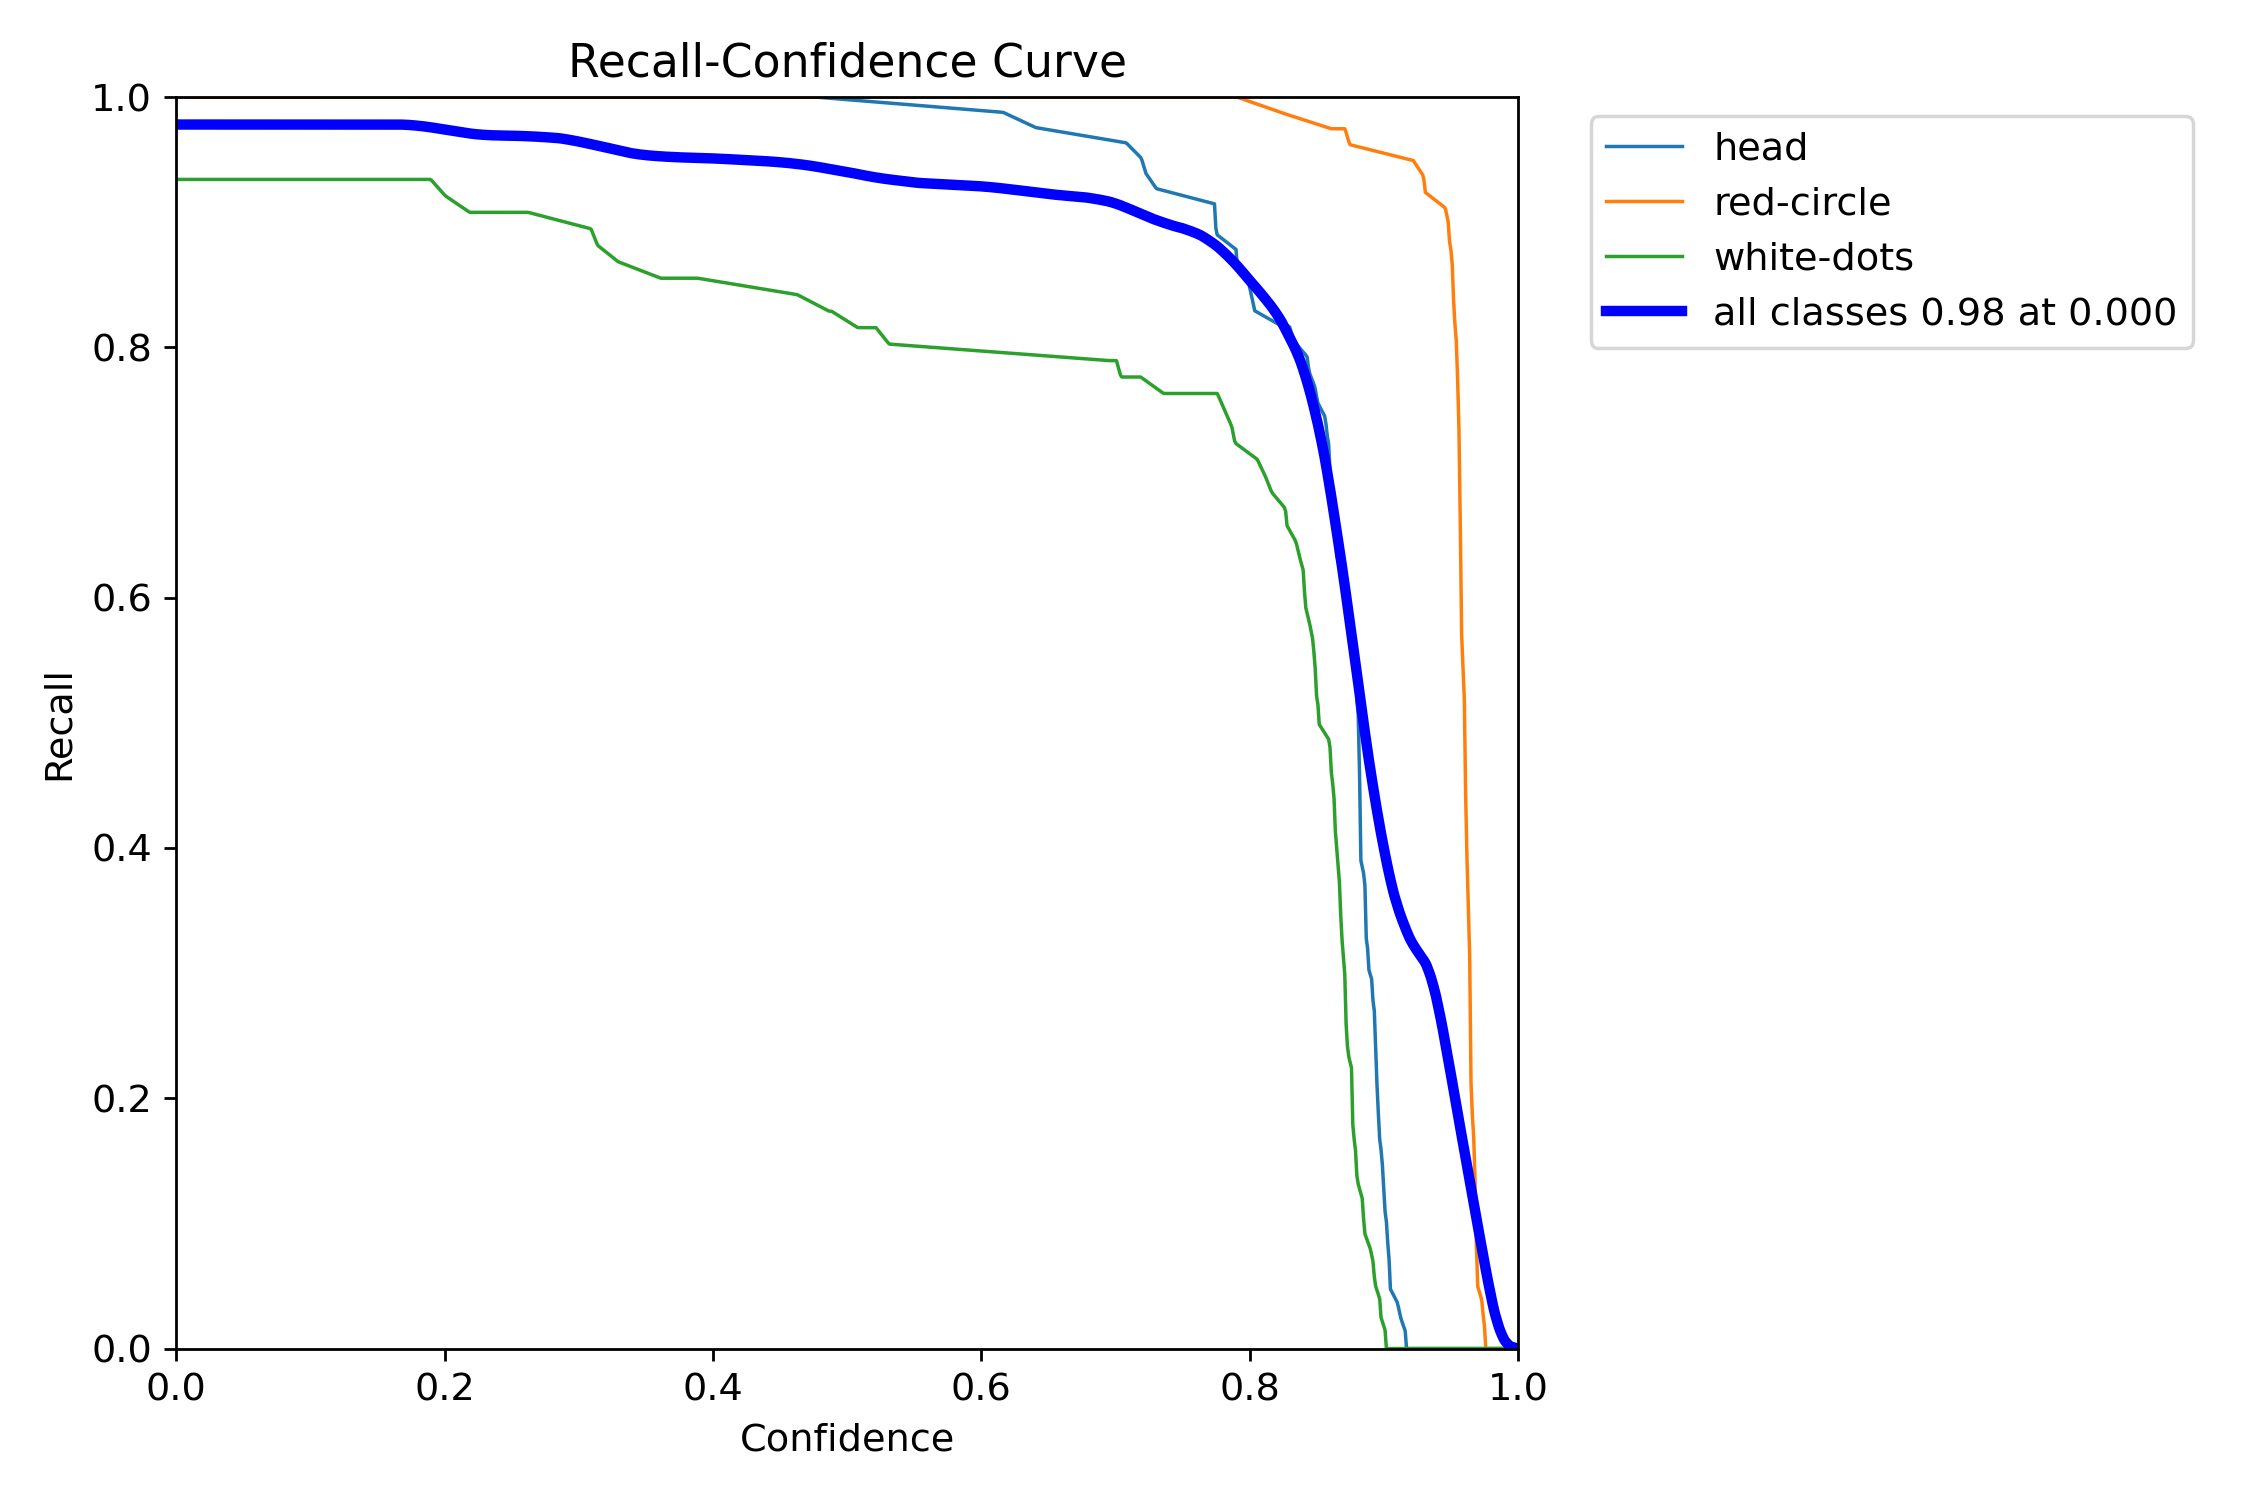 Recall-Confidence Curve
1.0
0.8
0.6
0.4
0.2
0.0
Recall
0.0 0.2 0.4 0.6 0.8 1.0
Confidence
head
red-circle
white-dots
all classes 0.98 at 0.000